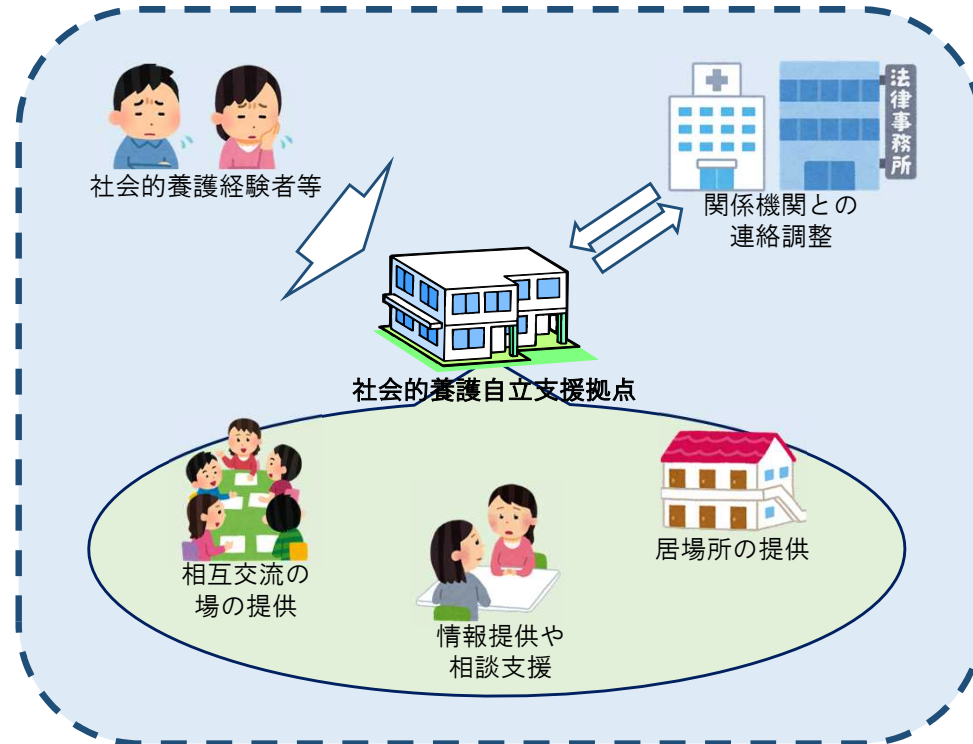 社会的養護経験者等
法律事務所
関係機関との
連絡調整
社会的養護自立支援拠点
相互交流の
場の提供
情報提供や
相談支援
居場所の提供